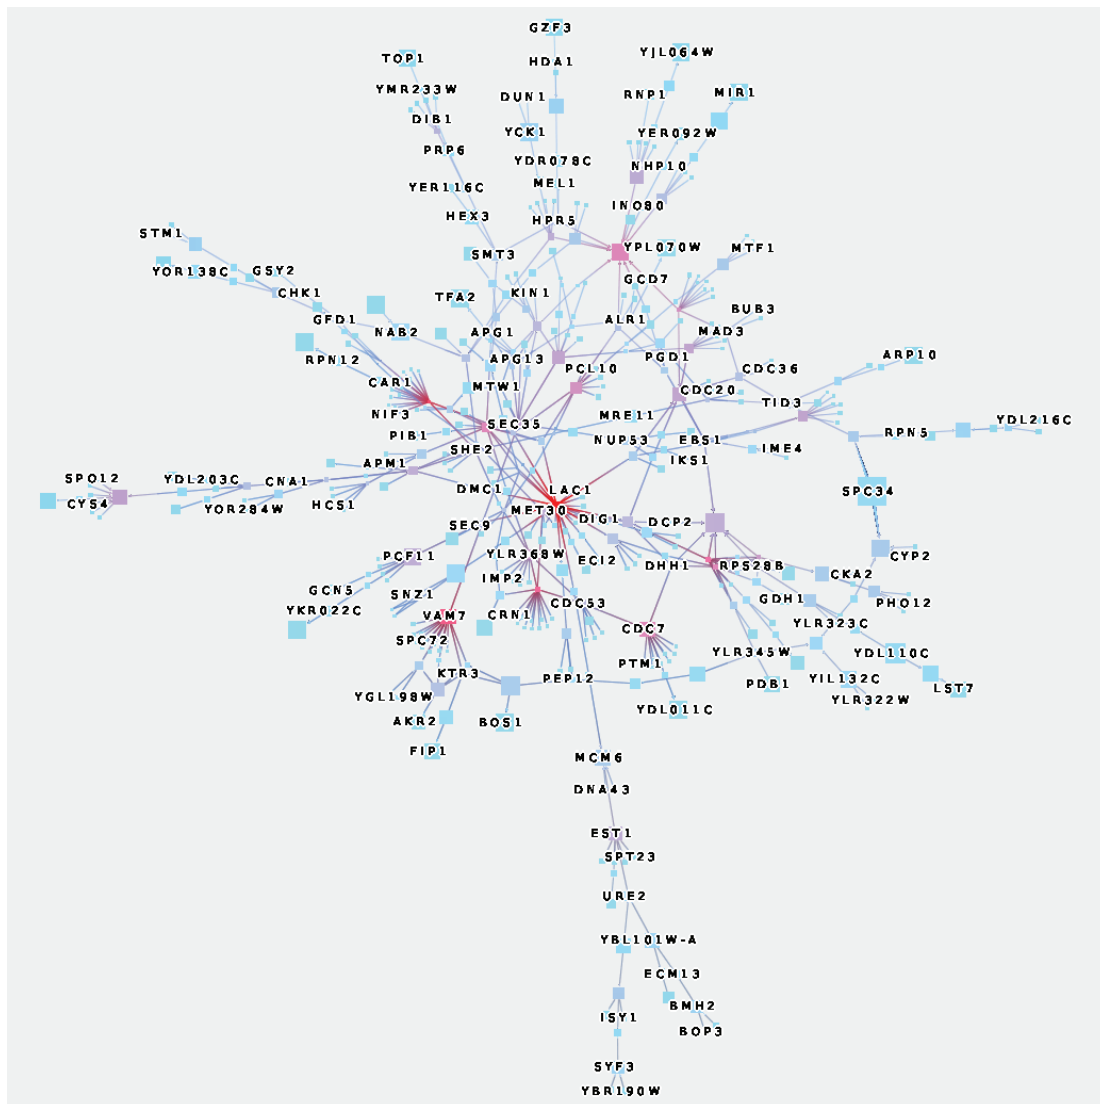 GZF3
YJL064W
TOP1
HDA1
YMR233W
DUN1
RNP1
MIR1
DIB1
YCK1
YER092W
PRP6
YDR078C
NHP10
YER116C
MEL1
INO80
HEX3
HPR5
STM1
SMT3
YPL070W
MTF1
YOR138C
GSY2
GCD7
CHK1
TFA2
KIN1
GFD1
ALR1
BUB3
NAB2
APG1
MAD3
RPN12
APG13
PGD1
ARP10
CAR1
MTW1
PCL10
CDC36
CDC20
TID3
NIF3
SEC35
MRE11
YDL216C
PIB1
NUP53
EBS1
RPN5
SHE2
IME4
APM1
IKS1
SPO12
YDL203C
CNA1
DMC1
LAC1
SPC34
CYS4
YOR284W
HCS1
MET30
DIG1
DCP2
SEC9
PCF11
YLR368W
ECI2
DHH1
RPS28B
CYP2
GCN5
IMP2
CKA2
SNZ1
CDC53
GDH1
PHO12
YKR022C
VAM7
CRN1
CDC7
YLR323C
SPC72
YLR345W
YDL110C
KTR3
PTM1
PEP12
YIL132C
PDB1
LST7
YGL198W
YLR322W
AKR2
BOS1
YDL011C
FIP1
MCM6
DNA43
EST1
SPT23
URE2
YBL101W-A
ECM13
BMH2
ISY1
BOP3
SYF3
YBR190W